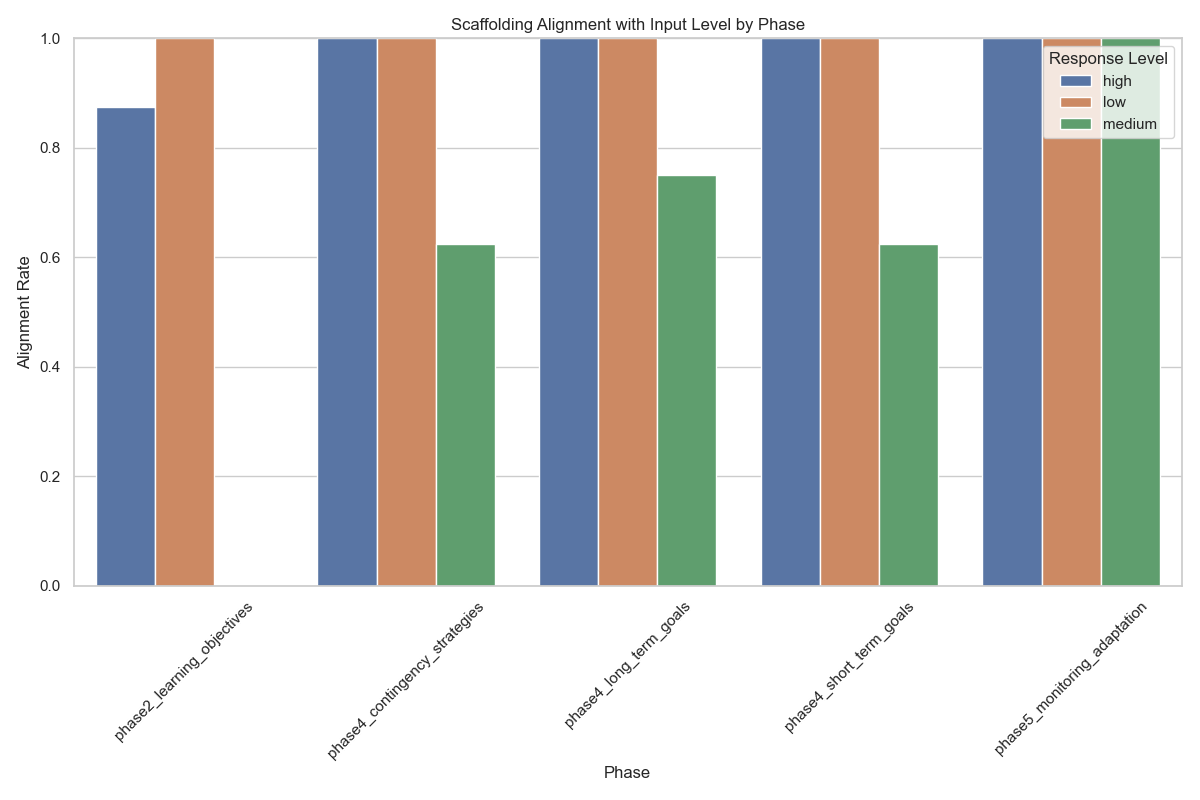 Scaffolding Alignment with Input Level by Phase
1.0
0.8
0.6
0.4
0.2
0.0
Alignment Rate
Response Level
high
low
medium
phase2_learning_objectives
phase4_contingency_strategies
phase4_long_term_goals
phase4_short_term_goals
phase5_monitoring_adaptation
Phase